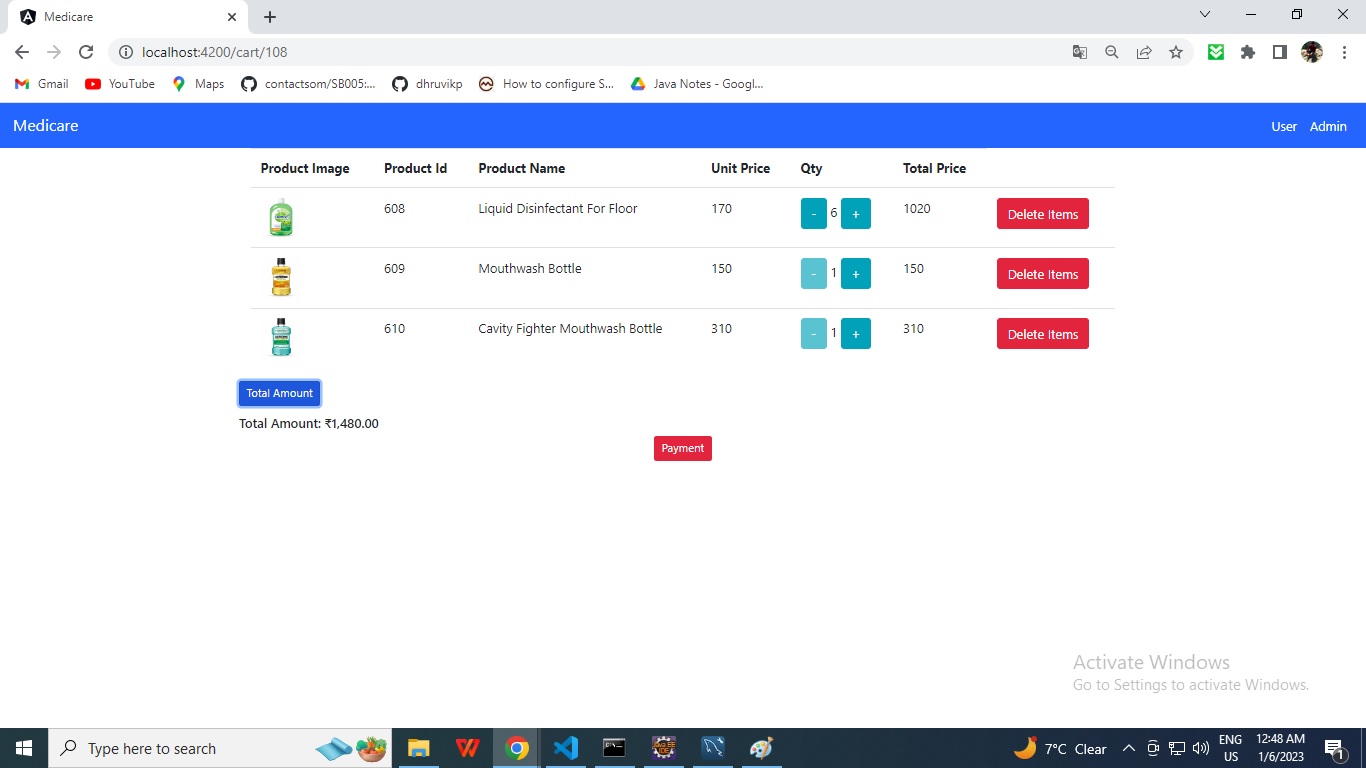 Medicare
localhost:4200/cart/108
Gmail YouTube Maps contactsom/SB005:... dhruvikp How to configure S... Java Notes - Googl...
Medicare User Admin
Product Image Product Id Product Name Unit Price Qty Total Price
608 Liquid Disinfectant For Floor 170 - 6 + 1020 Delete Items
609 Mouthwash Bottle 150 - 1 + 150 Delete Items
610 Cavity Fighter Mouthwash Bottle 310 - 1 + 310 Delete Items
Total Amount
Total Amount: ₹1,480.00
Payment
Activate Windows
Go to Settings to activate Windows.
Type here to search 7°C Clear ENG 12:48 AM
US 1/6/2023 1